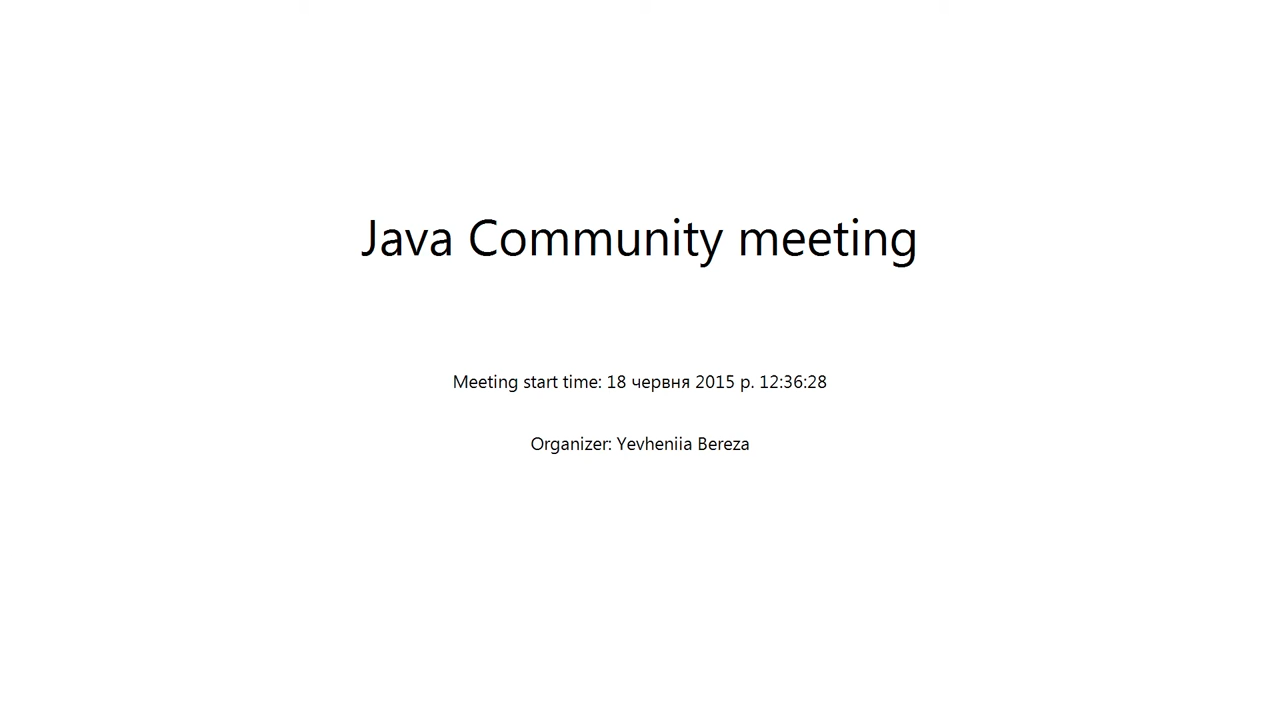 Java Community meeting
Meeting start time: 18 червня 2015 р. 12:36:28
Organizer: Yevheniia Bereza